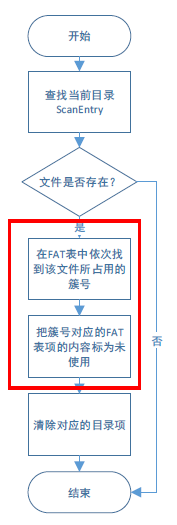 开始
查找当前目录
ScanEntry
文件是否存在？
是
在FAT表中依次找
到该文件所占用的
簇号
否
把簇号对应的FAT
表项的内容标为未
使用
清除对应的目录项
结束